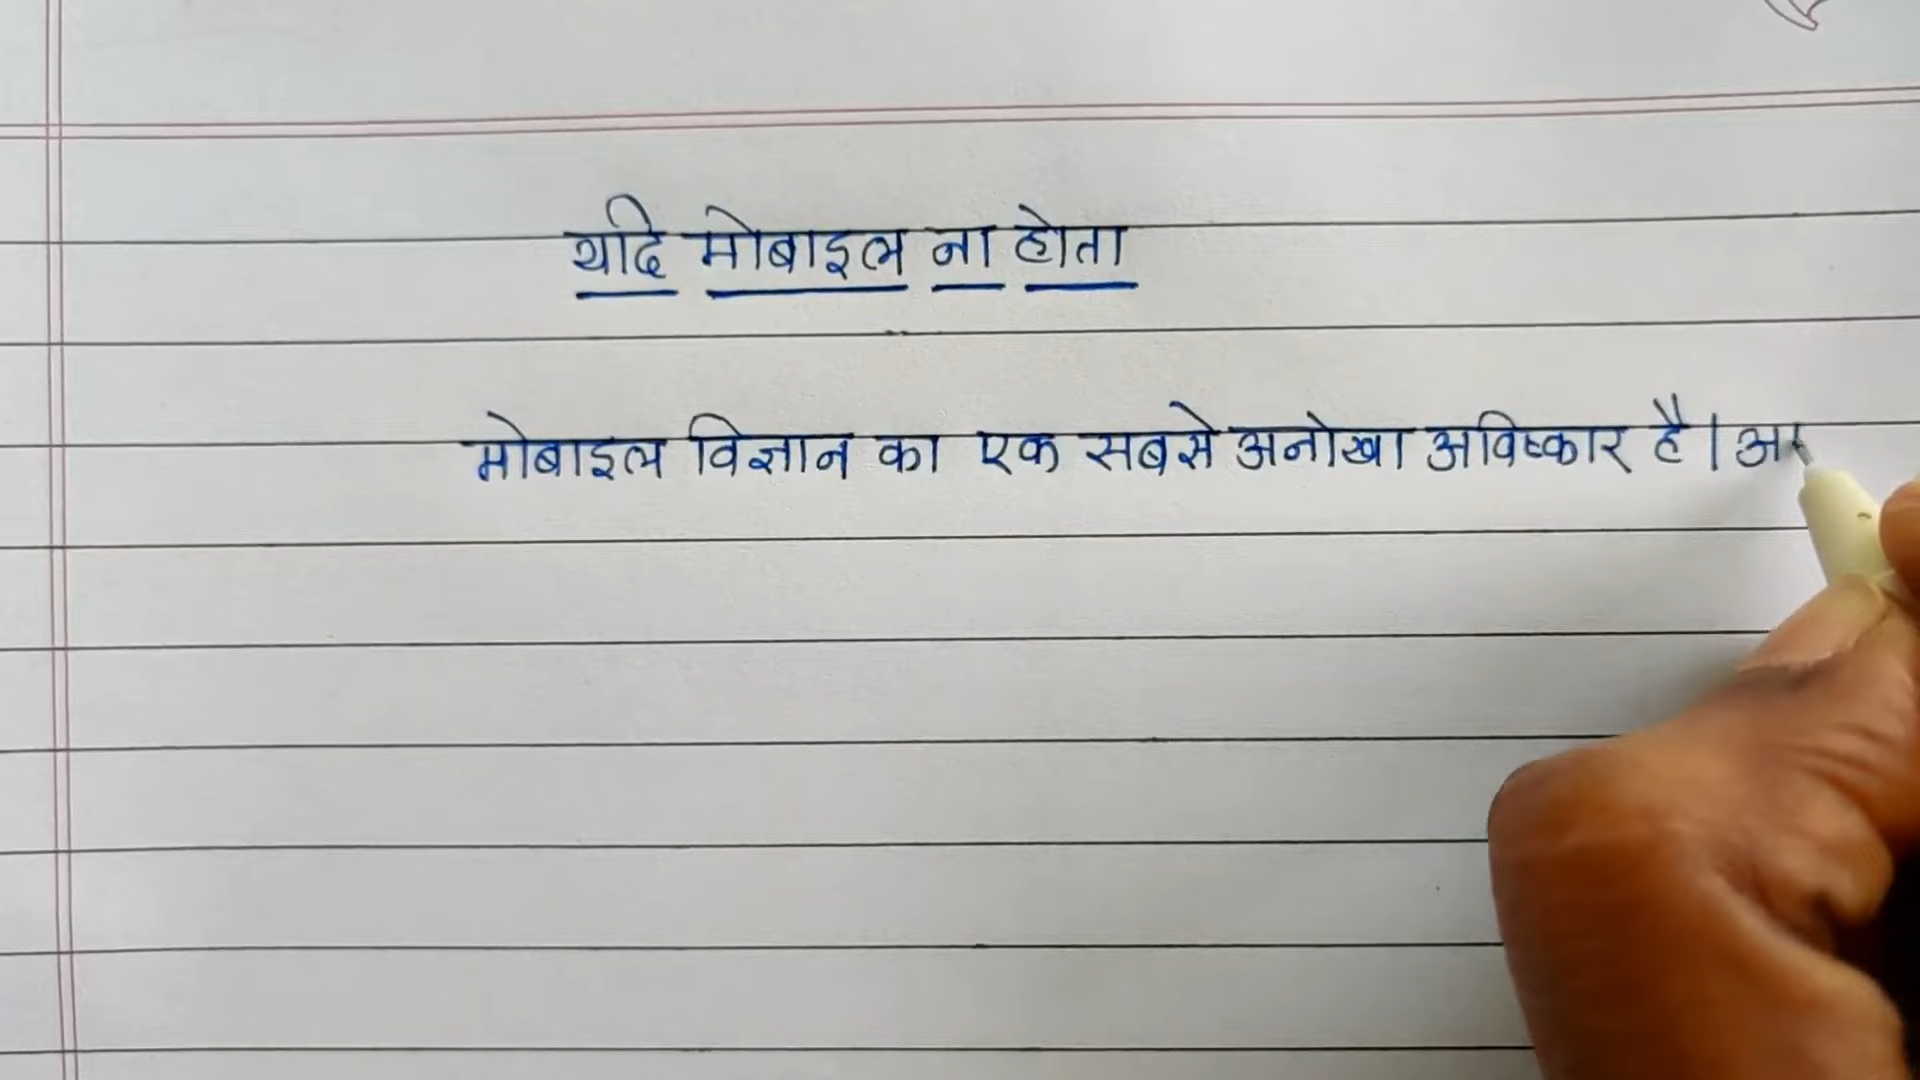 यदि मोबाइल ना होता
मोबाइल विज्ञान का एक सबसे अनोखा अविष्कार है।